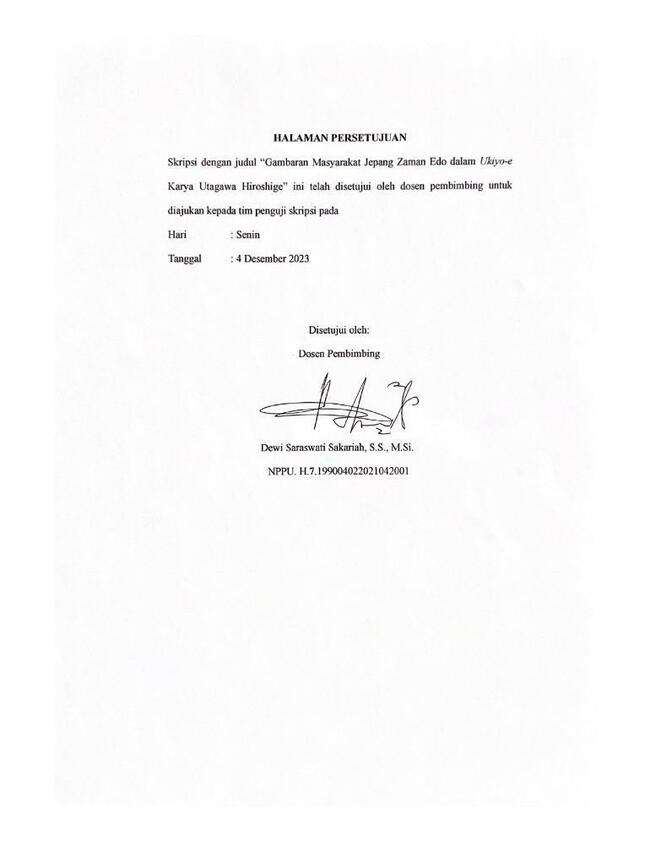 HALAMAN PERSETUJUAN
Skripsi dengan judul “Gambaran Masyarakat Jepang Zaman Edo dalam Ukiyo-e
Karya Utagawa Hiroshige” ini telah disetujui oleh dosen pembimbing untuk
diajukan kepada tim penguji skripsi pada
Hari : Senin
Tanggal : 4 Desember 2023
Disetujui oleh:
Dosen Pembimbing
Dewi Saraswati Sakariah, S.S., M.Si.
NPPU. H.7.199004022021042001